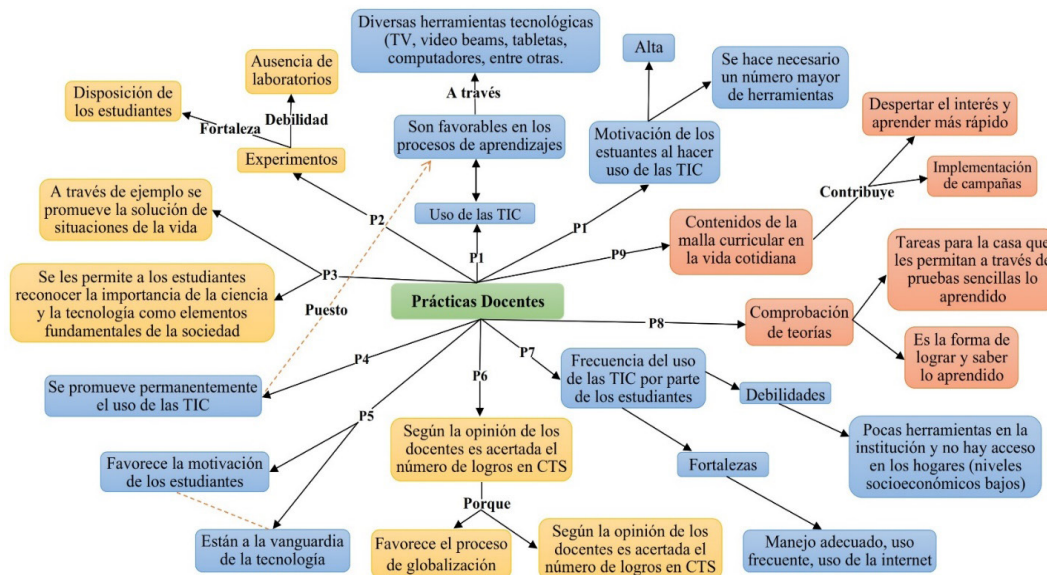 Diversas herramientas tecnológicas
(TV, video beams, tabletas,
computadores, entre otras.
Alta
Se hace necesario
un número mayor
de herramientas
Ausencia de
laboratorios
Disposición de
los estudiantes
Fortaleza
Debilidad
Experimentos
A través
Son favorables en los
procesos de aprendizajes
Motivación de los
estuantes al hacer
uso de las TIC
Despertar el interés y
aprender más rápido
Implementación
de campañas
Contribuye
A través de ejemplo se
promueve la solución de
situaciones de la vida
P2
Uso de las TIC
P1
P1
P9
Contenidos de la
malla curricular en
la vida cotidiana
Tareas para la casa que
les permitan a través de
pruebas sencillas lo
aprendido
Se les permite a los estudiantes
reconocer la importancia de la ciencia
y la tecnología como elementos
fundamentales de la sociedad
P3
Puesto
Prácticas Docentes
P8
Comprobación
de teorías
Es la forma de
lograr y saber
lo aprendido
Se promueve permanentemente
el uso de las TIC
P4
P5
P6
P7
Frecuencia del uso
de las TIC por parte
de los estudiantes
Debilidades
Pocas herramientas en la
institución y no hay acceso
en los hogares (niveles
socioeconómicos bajos)
Favorece la motivación
de los estudiantes
Según la opinión de los
docentes es acertada el
número de logros en CTS
Fortalezas
Están a la vanguardia
de la tecnología
Porque
Favorece el proceso
de globalización
Según la opinión de los
docentes es acertada el
número de logros en CTS
Manejo adecuado, uso
frecuente, uso de la internet